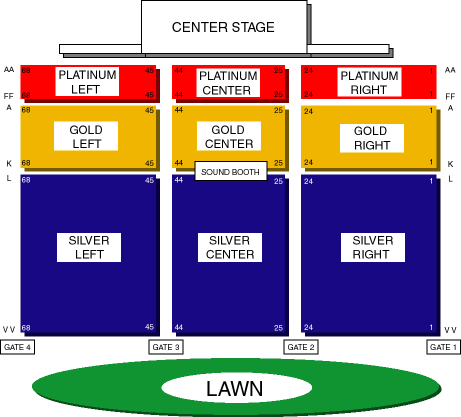 CENTER STAGE
AA 68 45 44 25 24 1 AA
PLATINUM LEFT
PLATINUM CENTER
PLATINUM RIGHT
FF 68 45 44 25 24 1 FF
A 68 45 44 25 24 1 A
GOLD LEFT
GOLD CENTER
GOLD RIGHT
K 68 45 44 25 24 1 K
SOUND BOOTH
L 68 45 44 25 24 1 L
SILVER LEFT
SILVER CENTER
SILVER RIGHT
VV 68 45 44 25 24 1 VV
GATE 4 GATE 3 GATE 2 GATE 1
LAWN